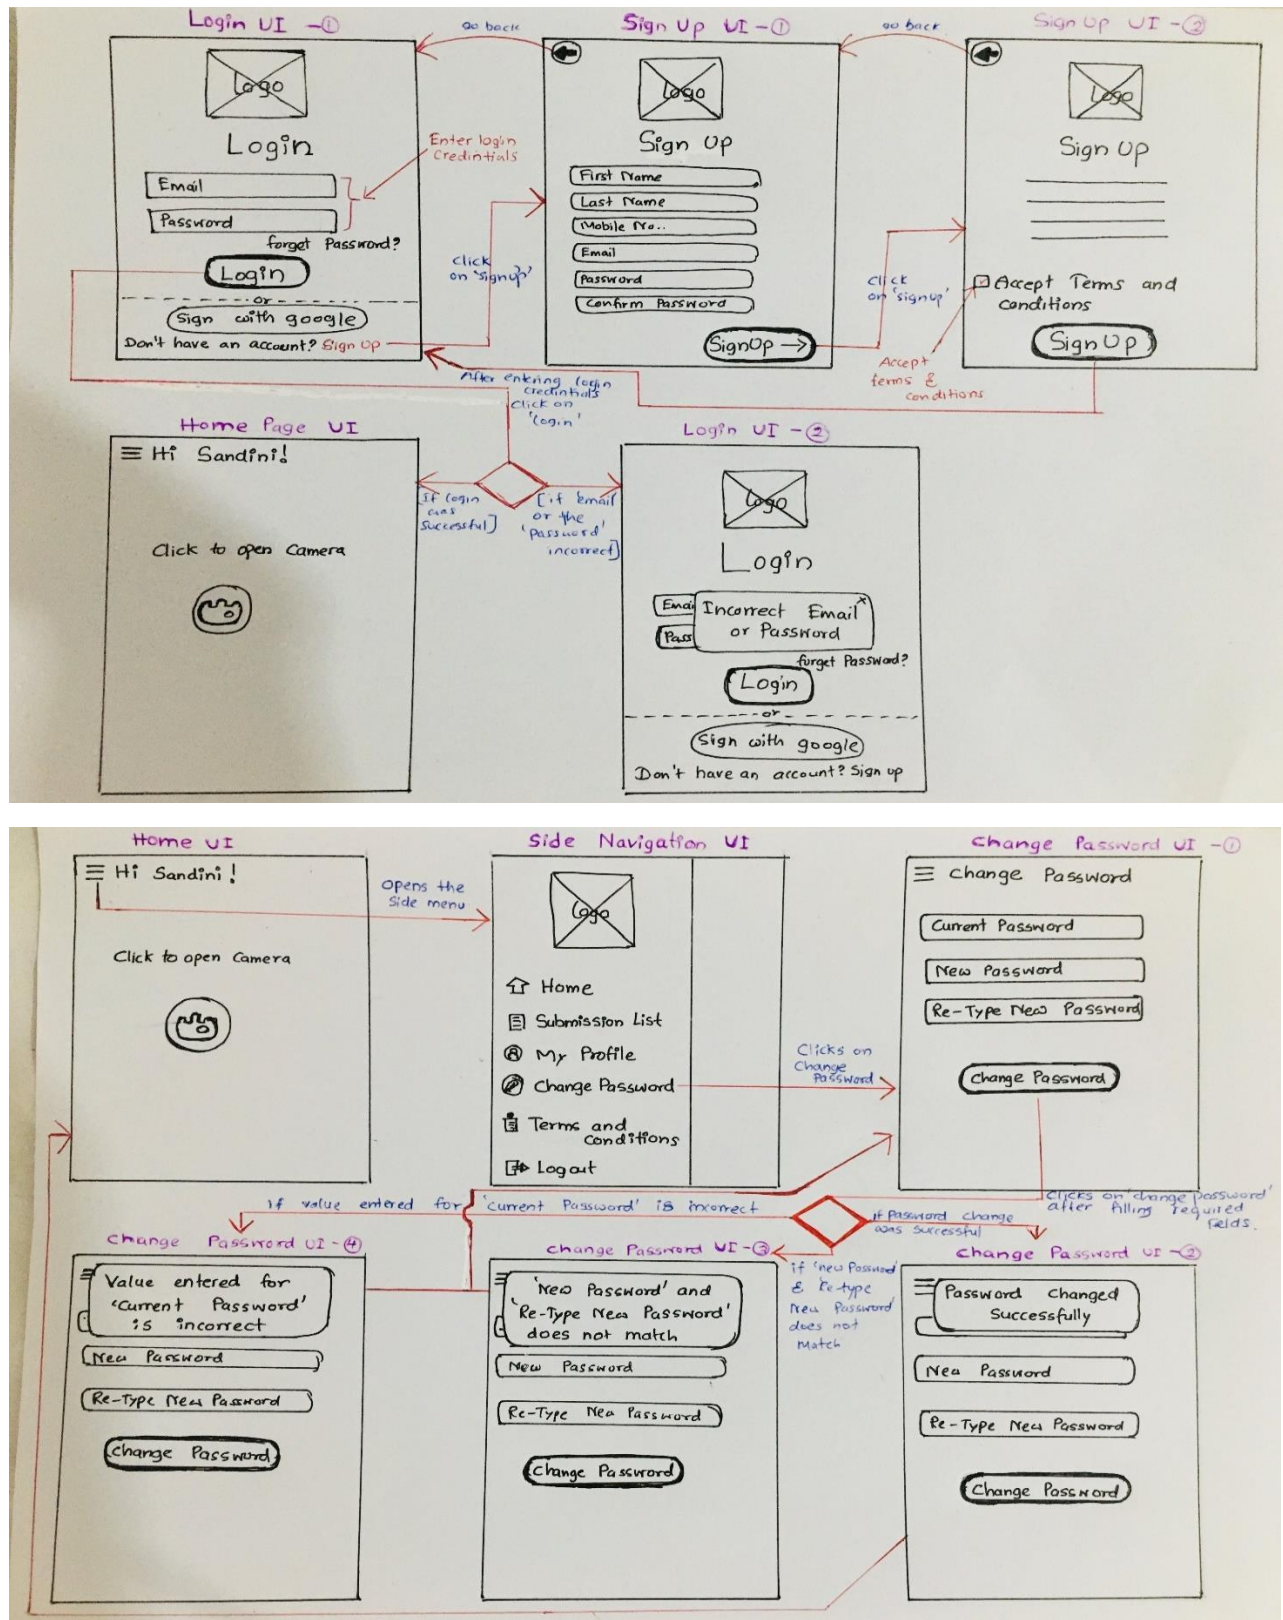 Login UI - ①
go back
Sign Up UI - ①
go back
Sign Up UI - ②
Logo
Login
Email
Password
forget Password?
Login
or
Sign with google
Don't have an account? Sign Up
Enter login
Credintials
Click
on 'signup'
Logo
Sign Up
First Name
Last Name
Mobile No..
Email
Password
Confirm Password
SignUp →
Click
on 'signup'
Accept
terms &
conditions
Logo
Sign Up
Accept Terms and
conditions
Sign Up
After entering login
credentials
click on
'login'
Home Page UI
Hi Sandini!
Click to open Camera
[If login
was
successful]
[if email
or the
'password'
incorrect]
Login UI - ②
Logo
Login
Email
Pass
Incorrect Email
or Password
x
forget Password?
Login
or
Sign with google
Don't have an account? Sign up
Home UI
Hi Sandini!
Click to open Camera
Opens the
Side menu
Side Navigation UI
Logo
Home
Submission List
My Profile
Change Password
Terms and
conditions
Logout
Clicks on
Change
Password
Change Password UI - ①
Change Password
Current Password
New Password
Re-Type New Password
Change Password
Clicks on 'change password'
after filling required
fields.
If value entered for 'current Password' is incorrect
if Password change
was successful
if 'new Password'
& 'Re-type
New Password'
does not
match
Change Password UI - ④
Value entered for
'Current Password'
is incorrect
New Password
Re-Type New Password
Change Password
Change Password UI - ③
'New Password' and
'Re-Type New Password'
does not match
New Password
Re-Type New Password
Change Password
Change Password UI - ②
Password Changed
Successfully
New Password
Re-Type New Password
Change Password